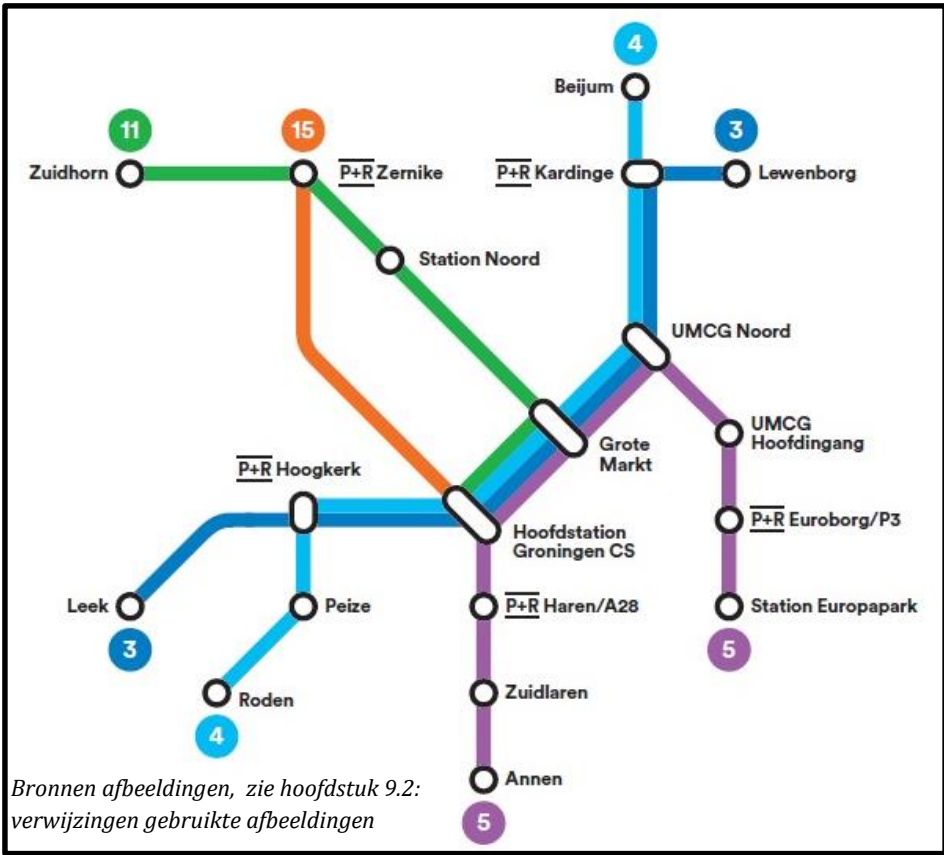 4
Beijum
11
15
3
Zuidhorn
P+R Zernike
P+R Kardinge
Lewenborg
Station Noord
UMCG Noord
UMCG
Hoofdingang
Grote
Markt
P+R Hoogkerk
P+R Euroborg/P3
Hoofdstation
Groningen CS
Leek
Peize
P+R Haren/A28
Station Europapark
3
5
Roden
Zuidlaren
4
Annen
Bronnen afbeeldingen, zie hoofdstuk 9.2:
verwijzingen gebruikte afbeeldingen
5